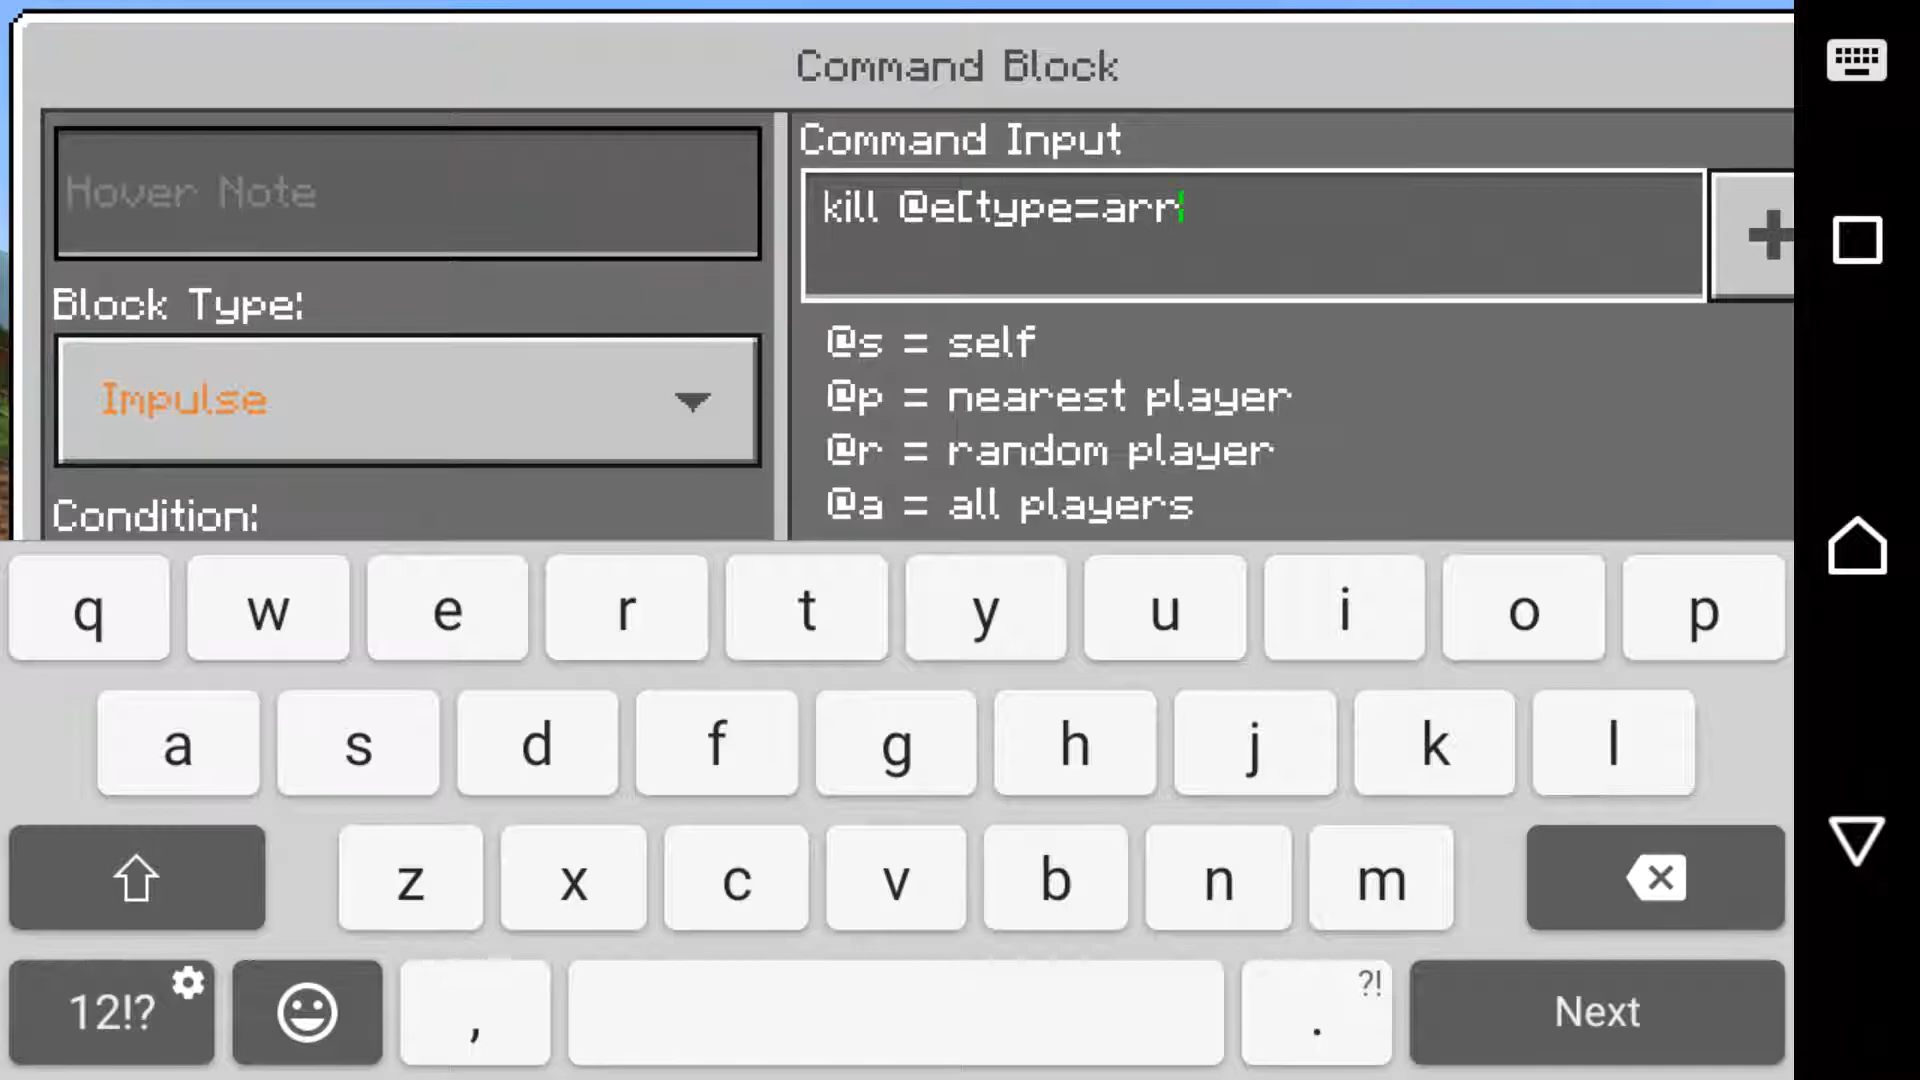 Command Block
Hover Note
Block Type:
Impulse
Condition:
Command Input
kill @e[type=arr
@s = self
@p = nearest player
@r = random player
@a = all players
q w e r t y u i o p
a s d f g h j k l
z x c v b n m
12!? , . ?! Next